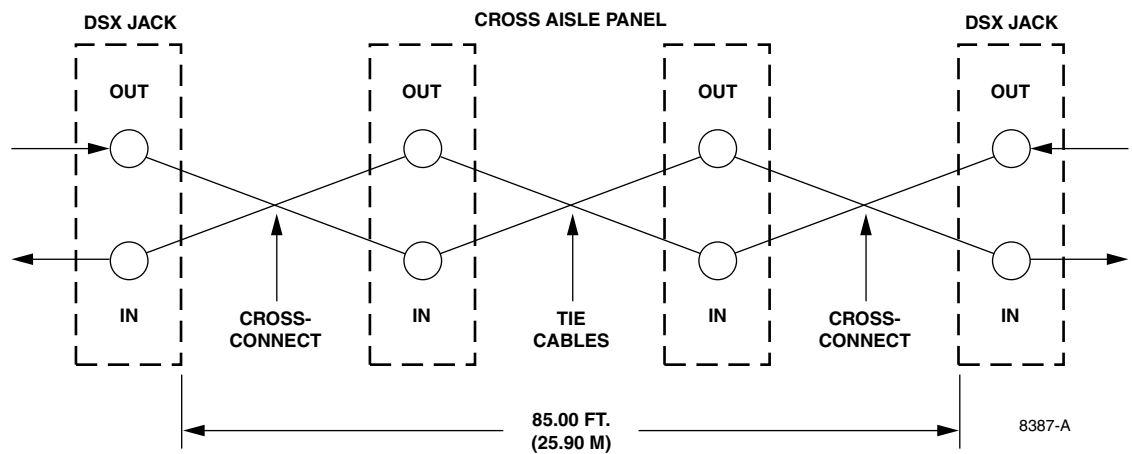 DSX JACK
CROSS AISLE PANEL
DSX JACK
OUT
OUT
OUT
OUT
IN
IN
IN
IN
CROSS-
CONNECT
TIE
CABLES
CROSS-
CONNECT
85.00 FT.
(25.90 M)
8387-A